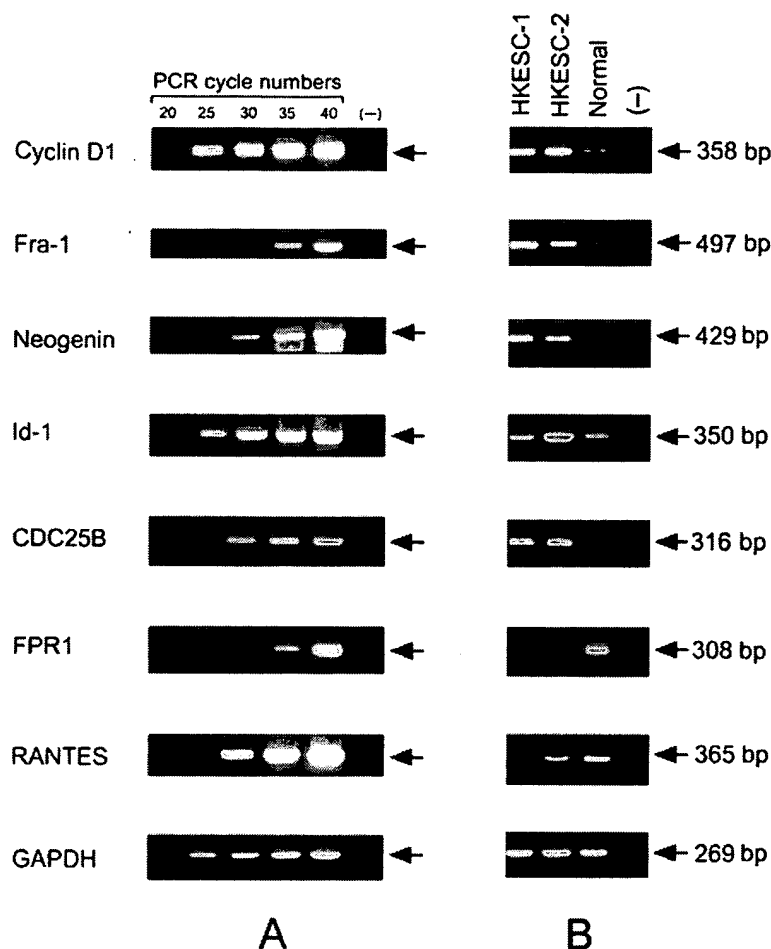 PCR cycle numbers
20 25 30 35 40 (−)
HKESC-1
HKESC-2
Normal
(−)
Cyclin D1
358 bp
Fra-1
497 bp
Neogenin
429 bp
Id-1
350 bp
CDC25B
316 bp
FPR1
308 bp
RANTES
365 bp
GAPDH
269 bp
A
B